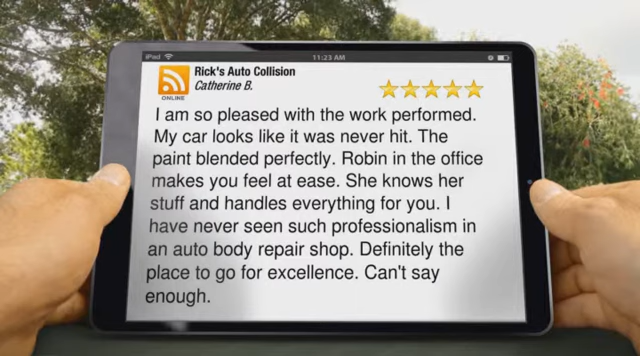 iPod 11:23 AM
Rick's Auto Collision
Catherine B.
ONLINE
I am so pleased with the work performed.
My car looks like it was never hit. The
paint blended perfectly. Robin in the office
makes you feel at ease. She knows her
stuff and handles everything for you. I
have never seen such professionalism in
an auto body repair shop. Definitely the
place to go for excellence. Can't say
enough.